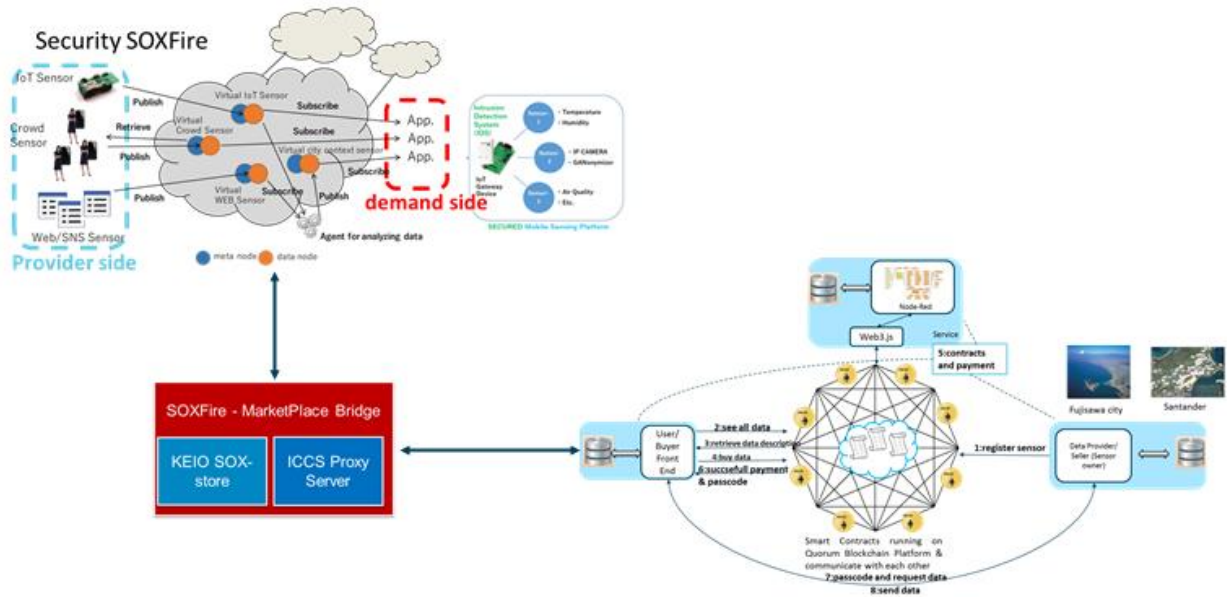 Security SOXFire
IoT Sensor
Publish
Crowd
Sensor
Retrieve
Publish
Web/SNS Sensor
Publish
Provider side
Virtual IoT Sensor
Virtual
Crowd Sensor
Virtual city context sensor
Virtual
WEB Sensor
Subscribe
Subscribe
Subscribe
Subscribe
Publish
Agent for analyzing data
meta node
data node
App.
App.
App.
demand side
Intrusion
Detection
System
(IDS)
IoT
Gateway
Device
Temperature
Humidity
IP CAMERA
GANonymizer
Air Quality
Etc.
SECURED Mobile Sensing Platform
SOXFire - MarketPlace Bridge
KEIO SOX-
store
ICCS Proxy
Server
Node-Red
Web3.js
Service
5:contracts
and payment
Fujisawa city
Santander
User/
Buyer
Front
End
2:see all data
3:retrieve data description
4:buy data
6:succsefull payment
& passcode
1:register sensor
Data Provider/
Seller (Sensor
owner)
Smart Contracts running on
Quorum Blockchain Platform &
communicate with each other
7:passcode and request data
8:send data